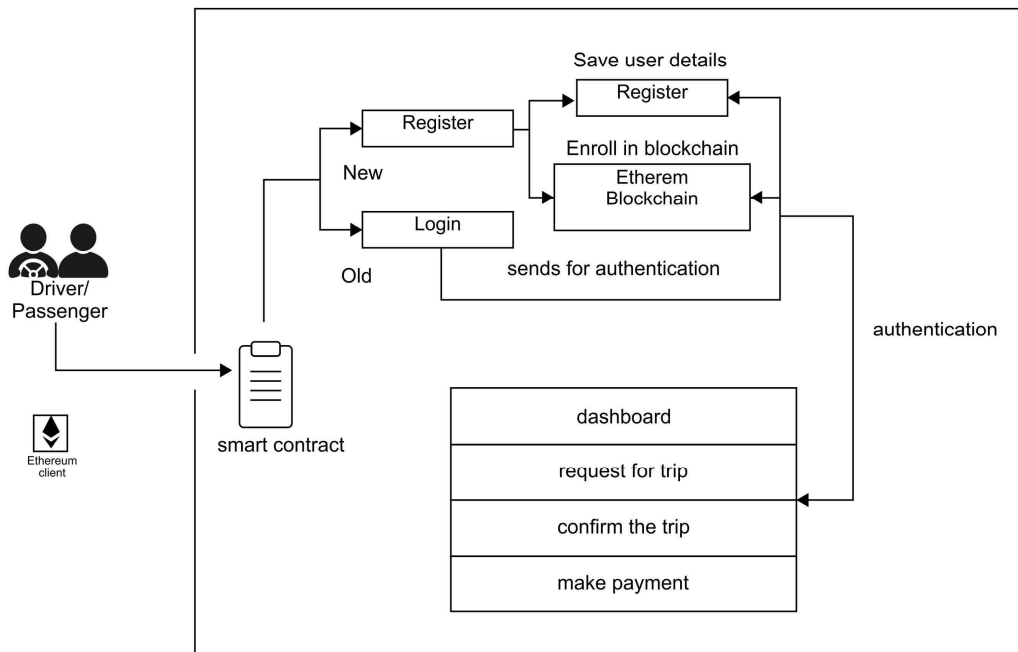 Save user details
Register
Register
Enroll in blockchain
Etherem
Blockchain
New
Login
Old
sends for authentication
Driver/
Passenger
authentication
smart contract
Ethereum
client
dashboard
request for trip
confirm the trip
make payment